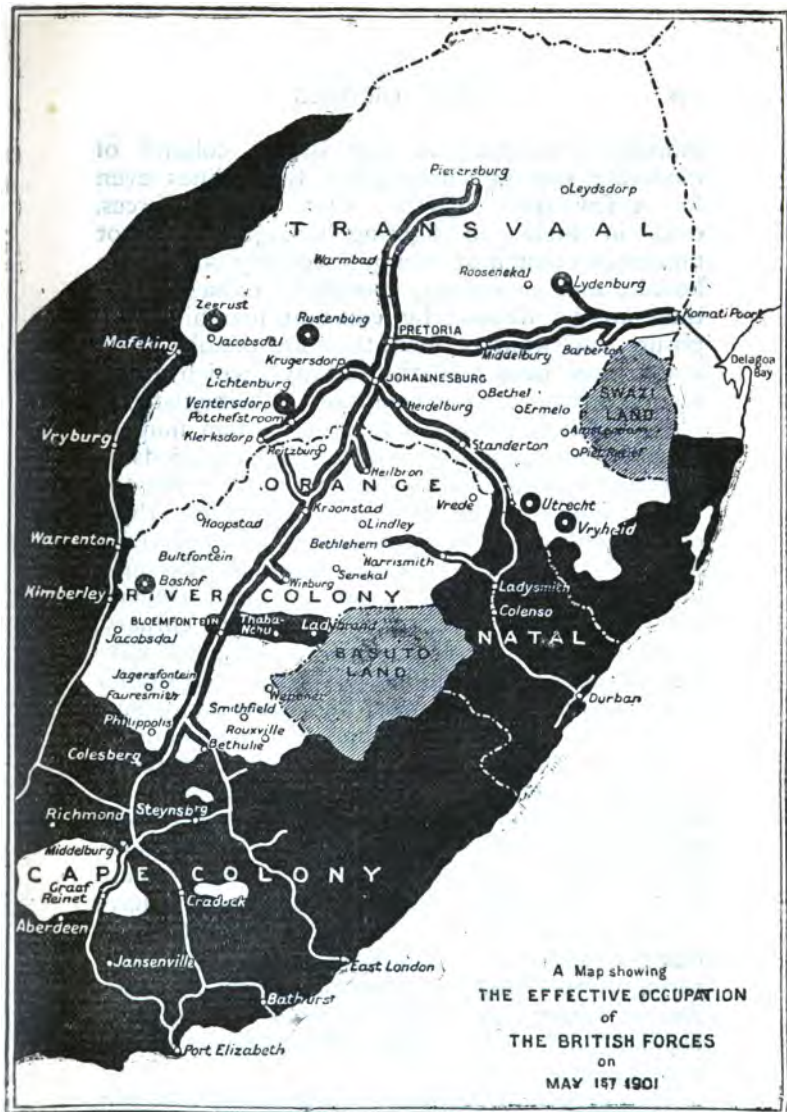 Pietersburg
Leydsdorp
TRANSVAAL
Warmbad
Roosenekal
Lydenburg
Zeerust
Rustenburg
Komati Poort
Jacobsdal
PRETORIA
Mafeking
Middelbury
Barberton
Delagoa
Bay
Krugersdorp
Lichtenburg
JOHANNESBURG
SWAZI
LAND
Bethel
Ventersdorp
Heidelburg
Ermelo
Potchefstroom
Klerksdorp
Standerton
Vryburg
Reitzburg
Piet Relief
Heilbron
ORANGE
Vrede
Utrecht
Kroonstad
Hoopstad
Lindley
Vryheid
Warrenton
Bultfontein
Bethlehem
Harrismith
Senekal
Boshof
Winburg
Ladysmith
Kimberley
RIVER COLONY
Colenso
BLOEMFONTEIN
Thaba-
Nchu
Ladybrand
NATAL
Jacobsdal
BASUTO
LAND
Jagersfontein
Fauresmith
Wepener
Durban
Smithfield
Philippolis
Rouxville
Bethulie
Colesberg
Richmond
Steynsbrg
Middelburg
CAPE COLONY
Graaf
Reinet
Cradock
Aberdeen
Jansenville
East London
Bathurst
Port Elizabeth
A Map showing
THE EFFECTIVE OCCUPATION
of
THE BRITISH FORCES
on
MAY 1ST 1901